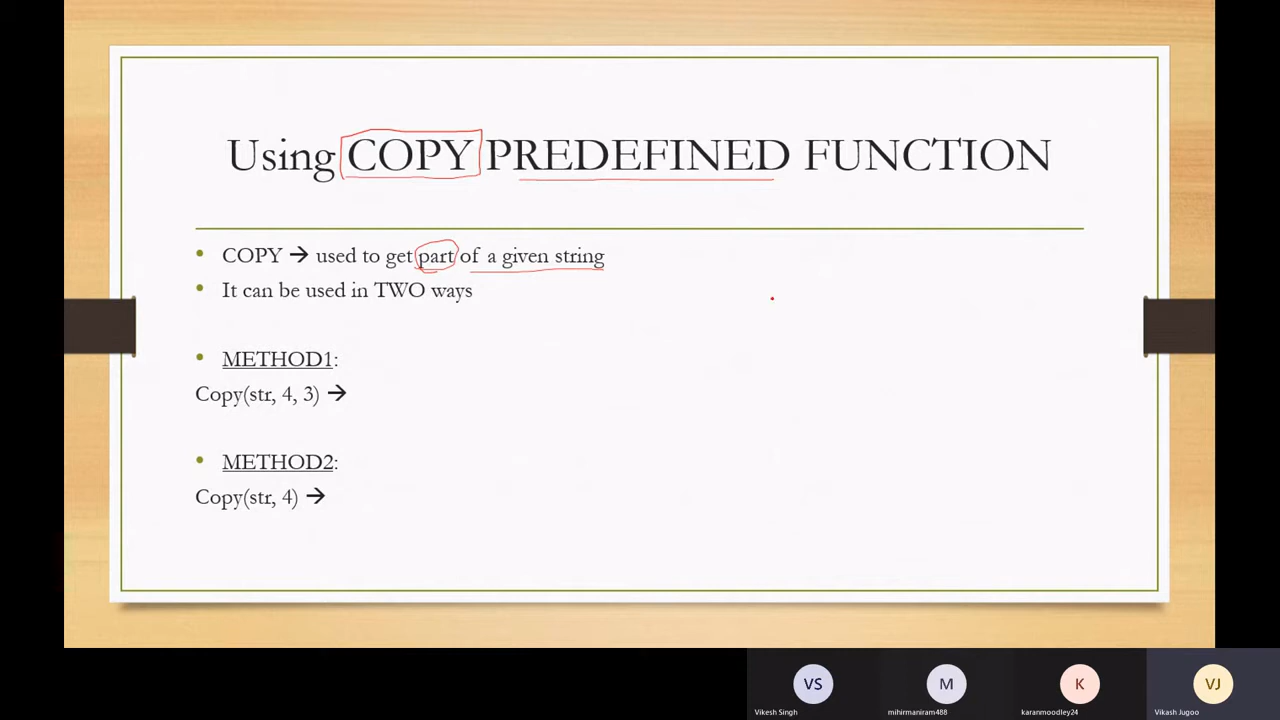 Using COPY PREDEFINED FUNCTION
• COPY → used to get part of a given string
• It can be used in TWO ways
• METHOD1:
Copy(str, 4, 3) →
• METHOD2:
Copy(str, 4) →
VS
M
K
VJ
Vikesh Singh
mihirmaniram488
karanmoodley24
Vikash Jugoo